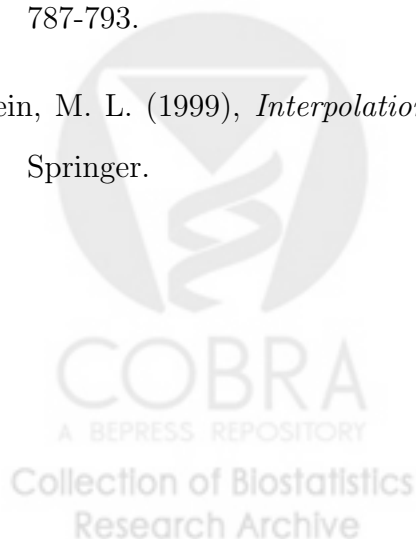 787-793.
ein, M. L. (1999), Interpolation
Springer.
COBRA
A BEPRESS REPOSITORY
Collection of Biostatistics
Research Archive